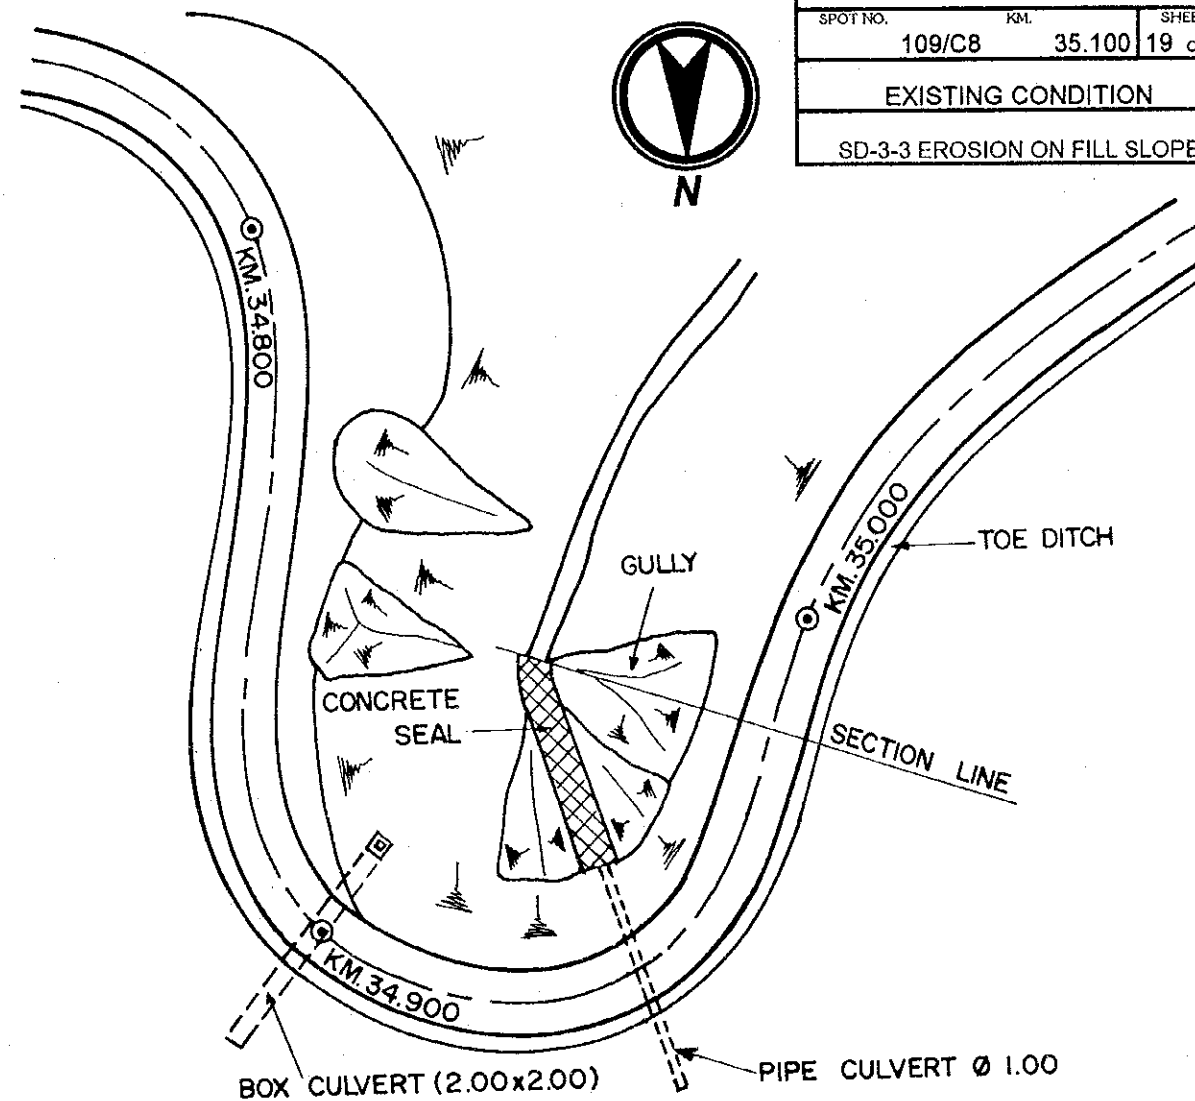 SPOT NO. KM.
109/C8 35.100 19
EXISTING CONDITION
SD-3-3 EROSION ON FILL SLOPE
N
KM.34.800
KM.35.000
TOE DITCH
GULLY
CONCRETE
SEAL
SECTION LINE
KM.34.900
BOX CULVERT (2.00x2.00)
PIPE CULVERT Ø 1.00